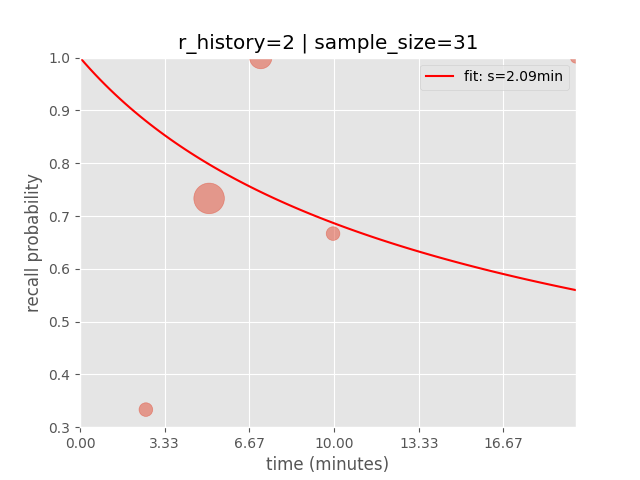 r_history=2 | sample_size=31
fit: s=2.09min
recall probability
1.0
0.9
0.8
0.7
0.6
0.5
0.4
0.3
0.00 3.33 6.67 10.00 13.33 16.67
time (minutes)